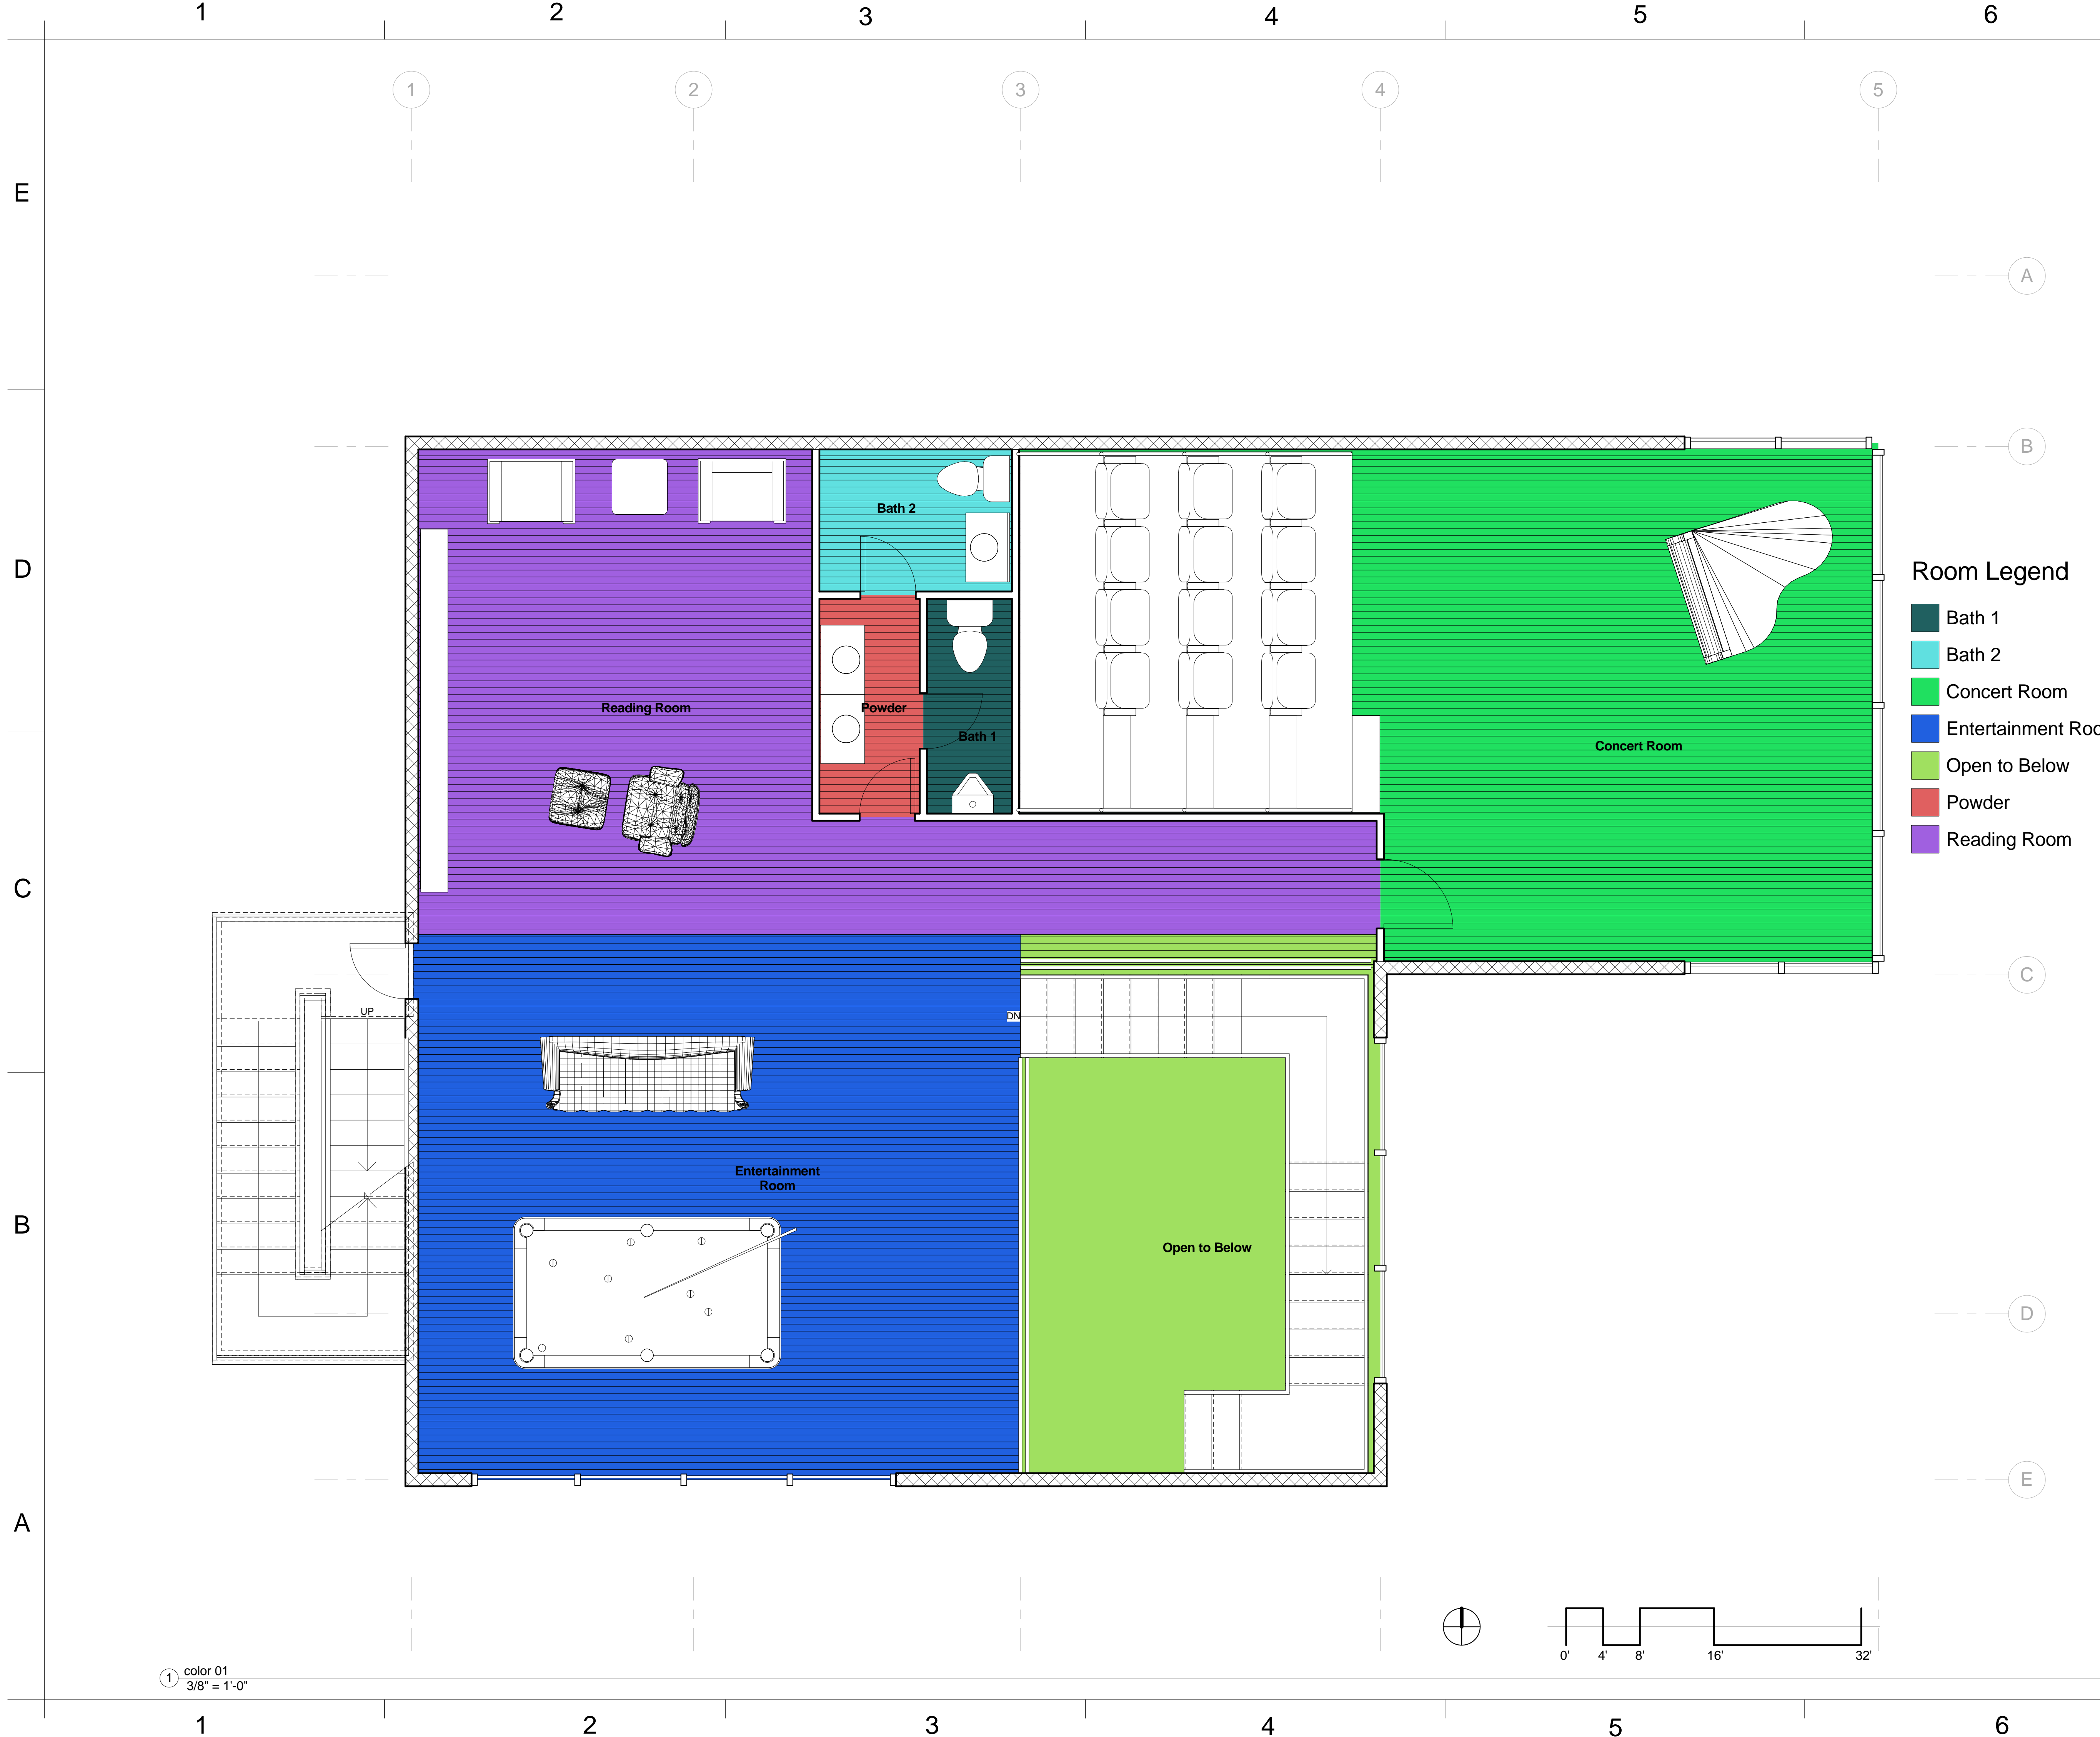 1 2 3 4 5 6
1 2 3 4 5
E
A
B
Bath 2
D
Room Legend
Bath 1
Bath 2
Concert Room
Entertainment Roo
Open to Below
Powder
Reading Room
Reading Room
Powder
Bath 1
Concert Room
C
C
UP
DN
Entertainment
Room
B
Open to Below
D
E
A
0' 4' 8' 16' 32'
1 color 01
3/8" = 1'-0"
1 2 3 4 5 6